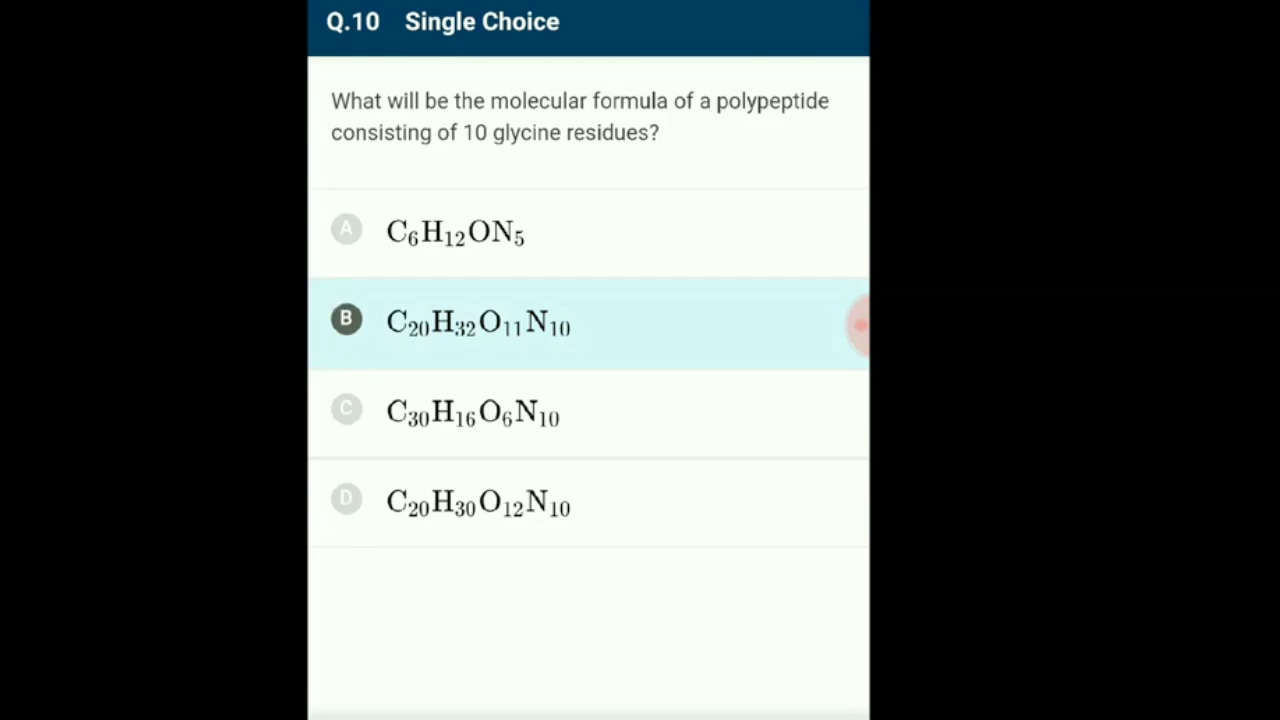 Q.10 Single Choice
What will be the molecular formula of a polypeptide
consisting of 10 glycine residues?
A C₆H₁₂ON₅
B C₂₀H₃₂O₁₁N₁₀
C C₃₀H₁₆O₆N₁₀
D C₂₀H₃₀O₁₂N₁₀